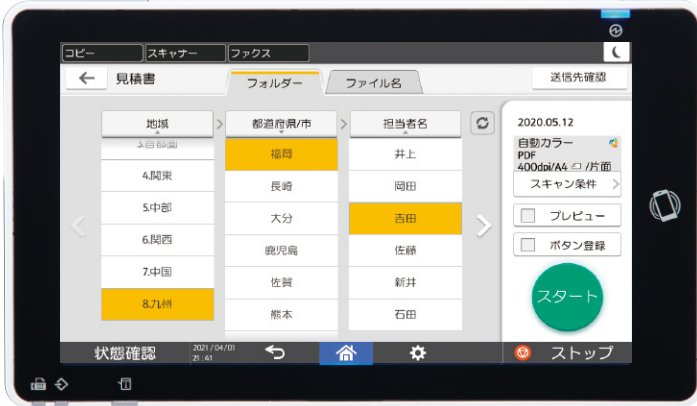 コピー
スキャナー
ファクス
見積書
フォルダー
ファイル名
送信先確認
地域
都道府県/市
担当者名
4.関東
5.中部
6.関西
7.中国
8.九州
福岡
長崎
大分
鹿児島
佐賀
熊本
井上
岡田
吉田
佐藤
新井
石田
2020.05.12
自動カラー
PDF
400dpi/A4 /片面
スキャン条件
プレビュー
ボタン登録
スタート
状態確認
2021/04/01
21:41
ストップ